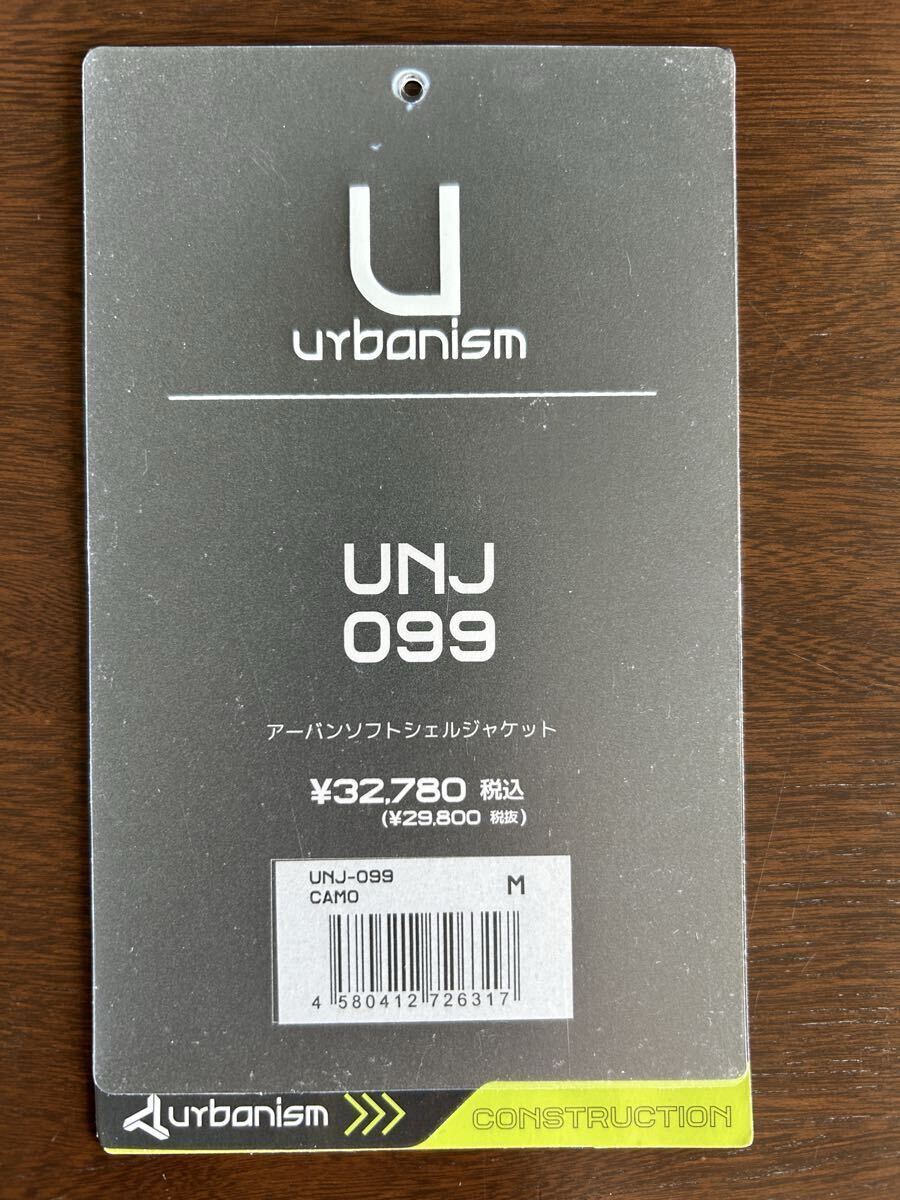 U
urbanism
UNJ
099
アーバンソフトシェルジャケット
¥32,780 税込
(¥29,800 税抜)
UNJ-099
CAMO
M
4 580412 726317
urbanism
CONSTRUCTION